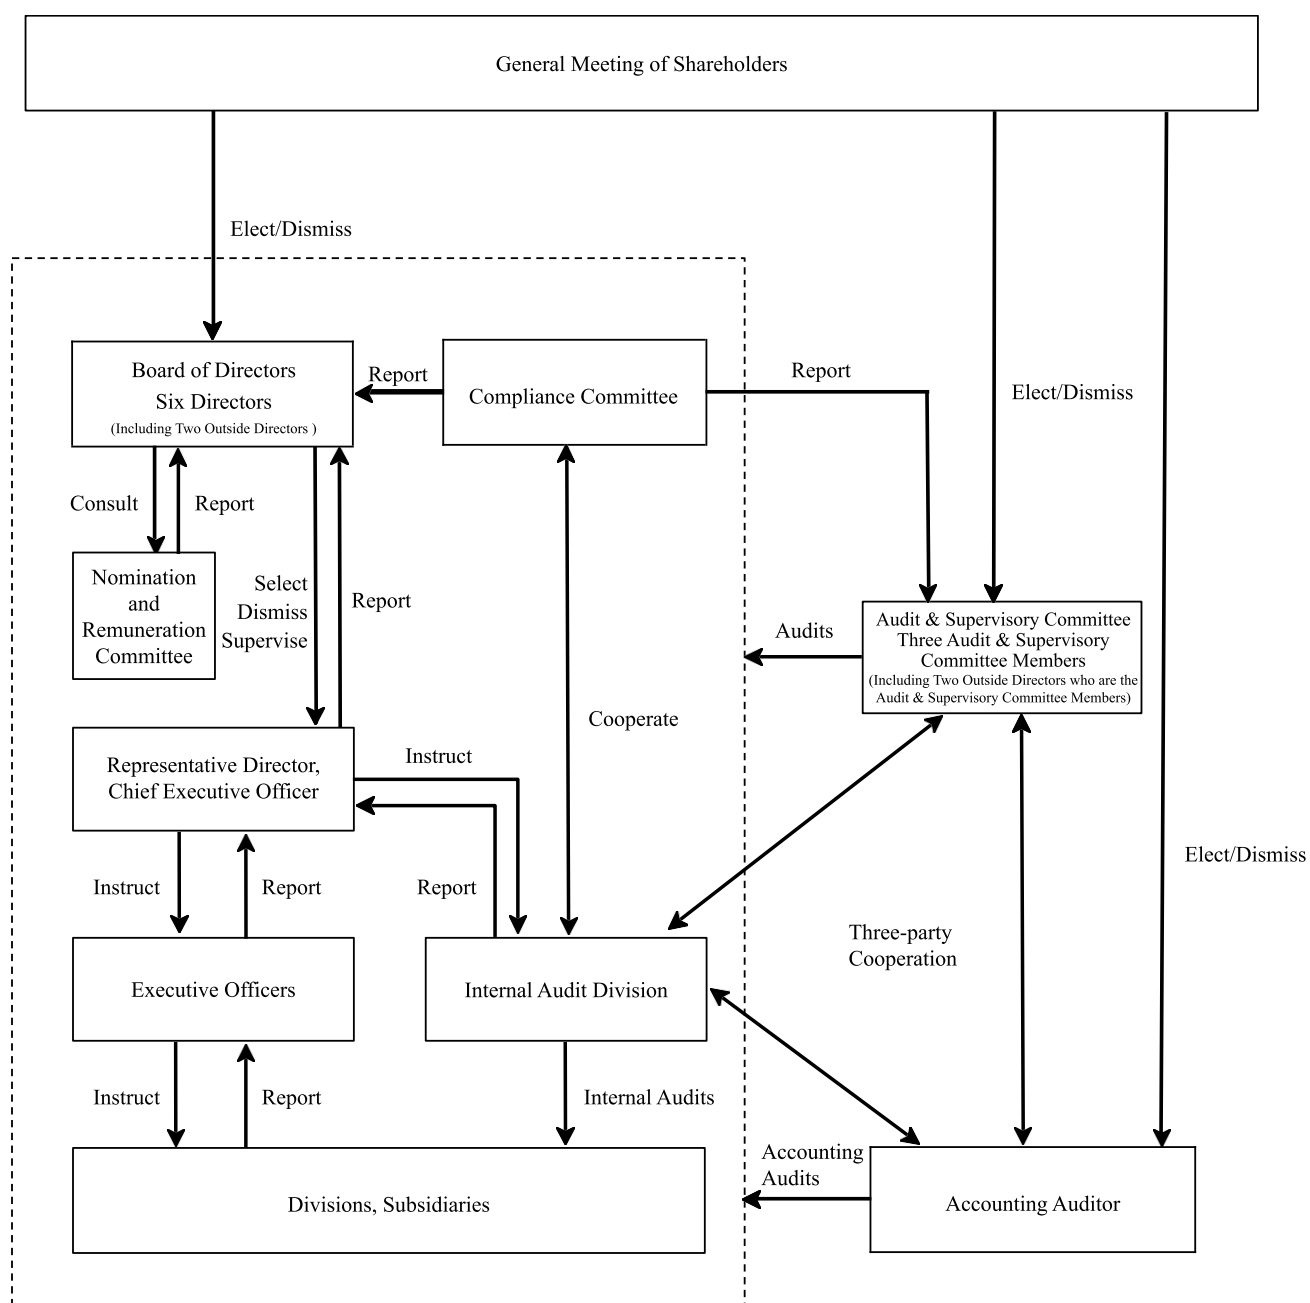 General Meeting of Shareholders
Elect/Dismiss
Board of Directors
Six Directors
(Including Two Outside Directors )
Report
Compliance Committee
Report
Elect/Dismiss
Consult
Report
Nomination
and
Remuneration
Committee
Select
Dismiss
Supervise
Report
Audits
Audit & Supervisory Committee
Three Audit & Supervisory
Committee Members
(Including Two Outside Directors who are the
Audit & Supervisory Committee Members)
Cooperate
Representative Director,
Chief Executive Officer
Instruct
Elect/Dismiss
Instruct
Report
Report
Three-party
Cooperation
Executive Officers
Internal Audit Division
Instruct
Report
Internal Audits
Accounting
Audits
Divisions, Subsidiaries
Accounting Auditor